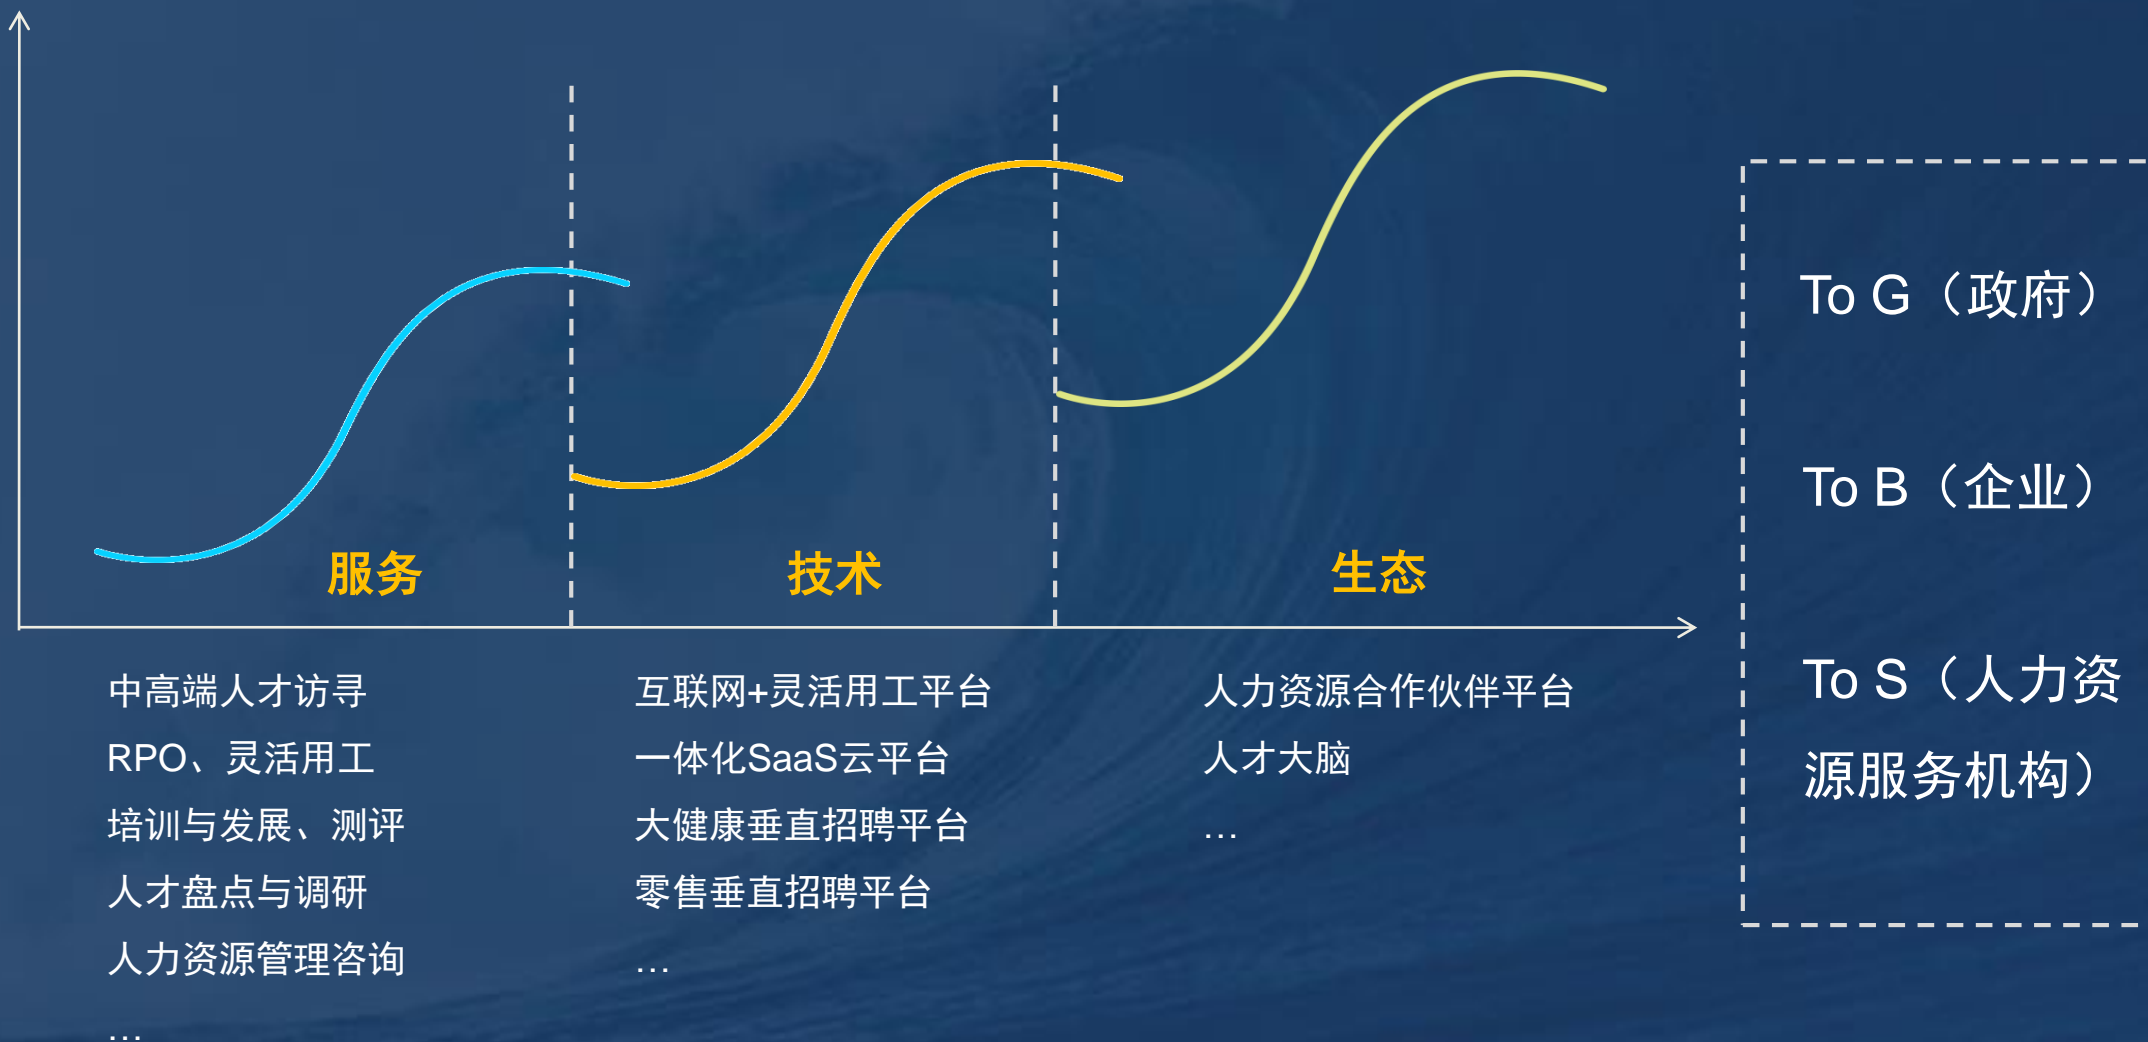 服务
技术
生态
中高端人才访寻
RPO、灵活用工
培训与发展、测评
人才盘点与调研
人力资源管理咨询
…
互联网+灵活用工平台
一体化SaaS云平台
大健康垂直招聘平台
零售垂直招聘平台
…
人力资源合作伙伴平台
人才大脑
…
To G（政府）
To B（企业）
To S（人力资
源服务机构）